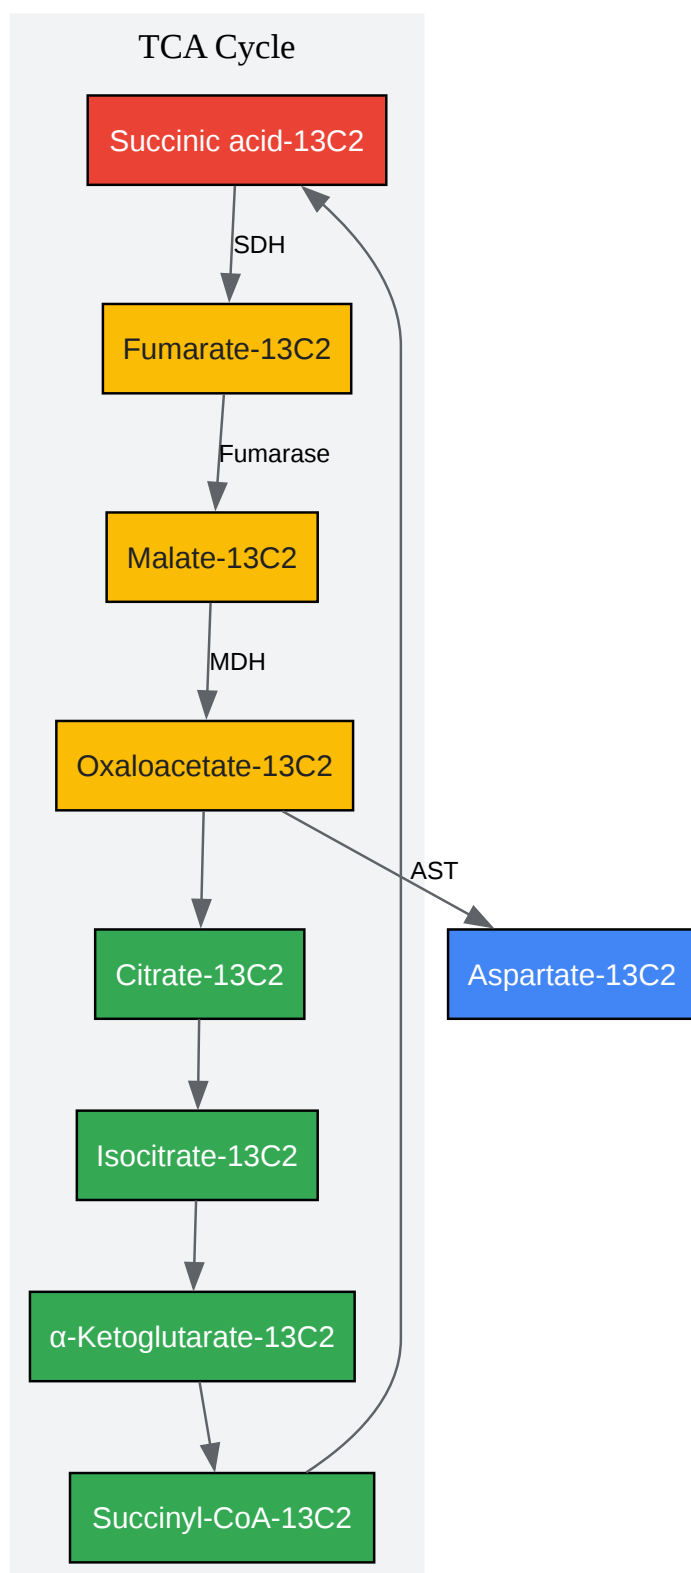 TCA Cycle
Succinic acid-13C2
SDH
Fumarate-13C2
Fumarase
Malate-13C2
MDH
Oxaloacetate-13C2
AST
Citrate-13C2
Aspartate-13C2
Isocitrate-13C2
α-Ketoglutarate-13C2
Succinyl-CoA-13C2